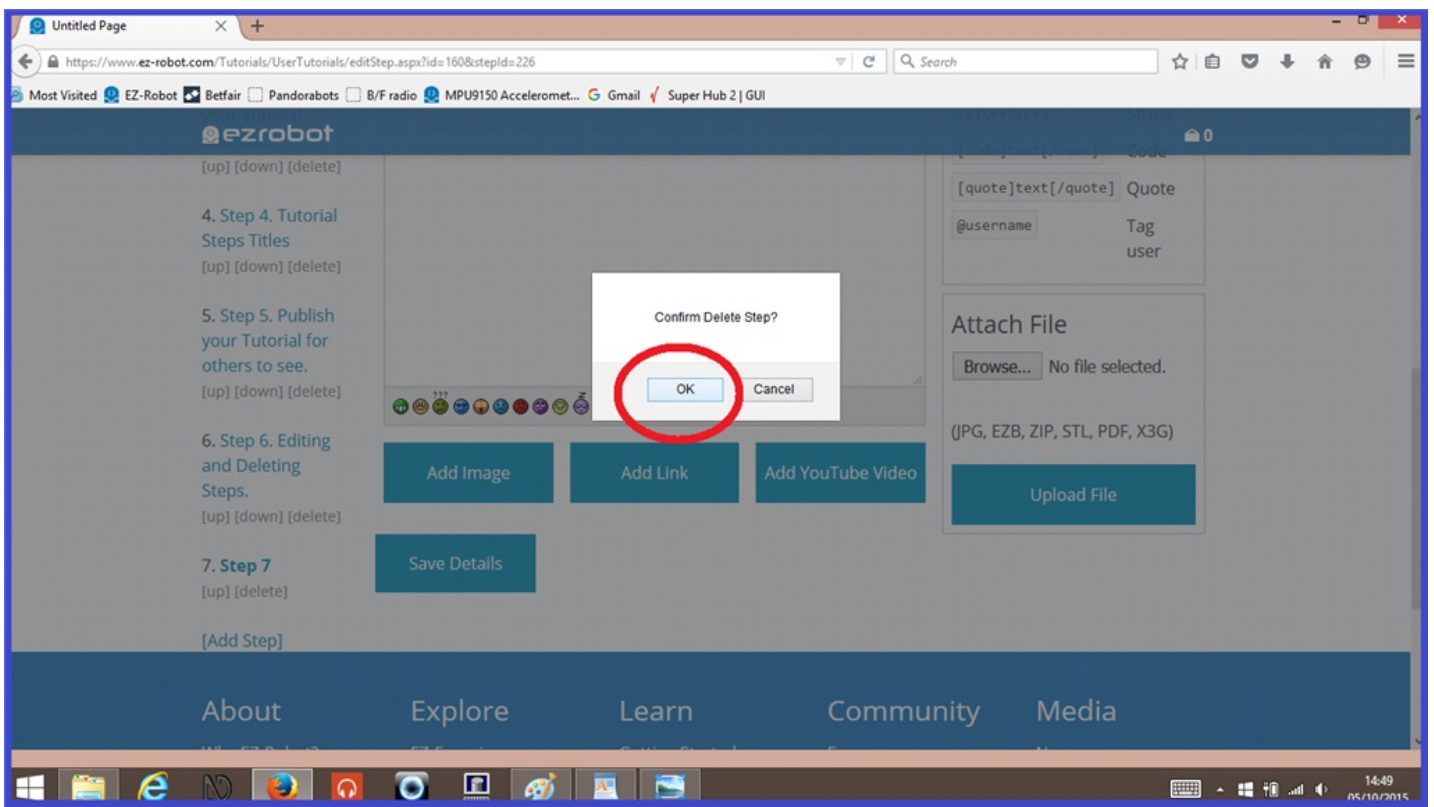 Untitled Page
https://www.ez-robot.com/Tutorials/UserTutorials/editStep.aspx?id=160&stepId=226
Search
Most Visited EZ-Robot Betfair Pandorabots B/F radio MPU9150 Acceleromet... Gmail Super Hub 2 | GUI
ezrobot
0
[up] [down] [delete]
4. Step 4. Tutorial
Steps Titles
[up] [down] [delete]
5. Step 5. Publish
your Tutorial for
others to see.
[up] [down] [delete]
6. Step 6. Editing
and Deleting
Steps.
[up] [down] [delete]
7. Step 7
[up] [delete]
[Add Step]
Confirm Delete Step?
OK Cancel
Add Image Add Link Add YouTube Video
Save Details
Strike
[code]text[/code] Code
[quote]text[/quote] Quote
@username Tag
user
Attach File
Browse... No file selected.
(JPG, EZB, ZIP, STL, PDF, X3G)
Upload File
About Explore Learn Community Media
14:49
05/10/2015